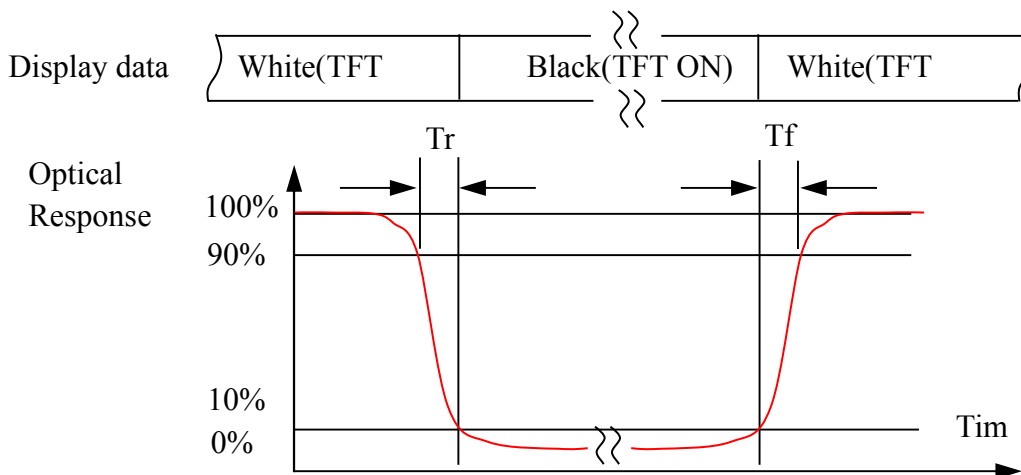 Display data White(TFT Black(TFT ON) White(TFT
Tr Tf
Optical
Response
100%
90%
10%
0%
Tim